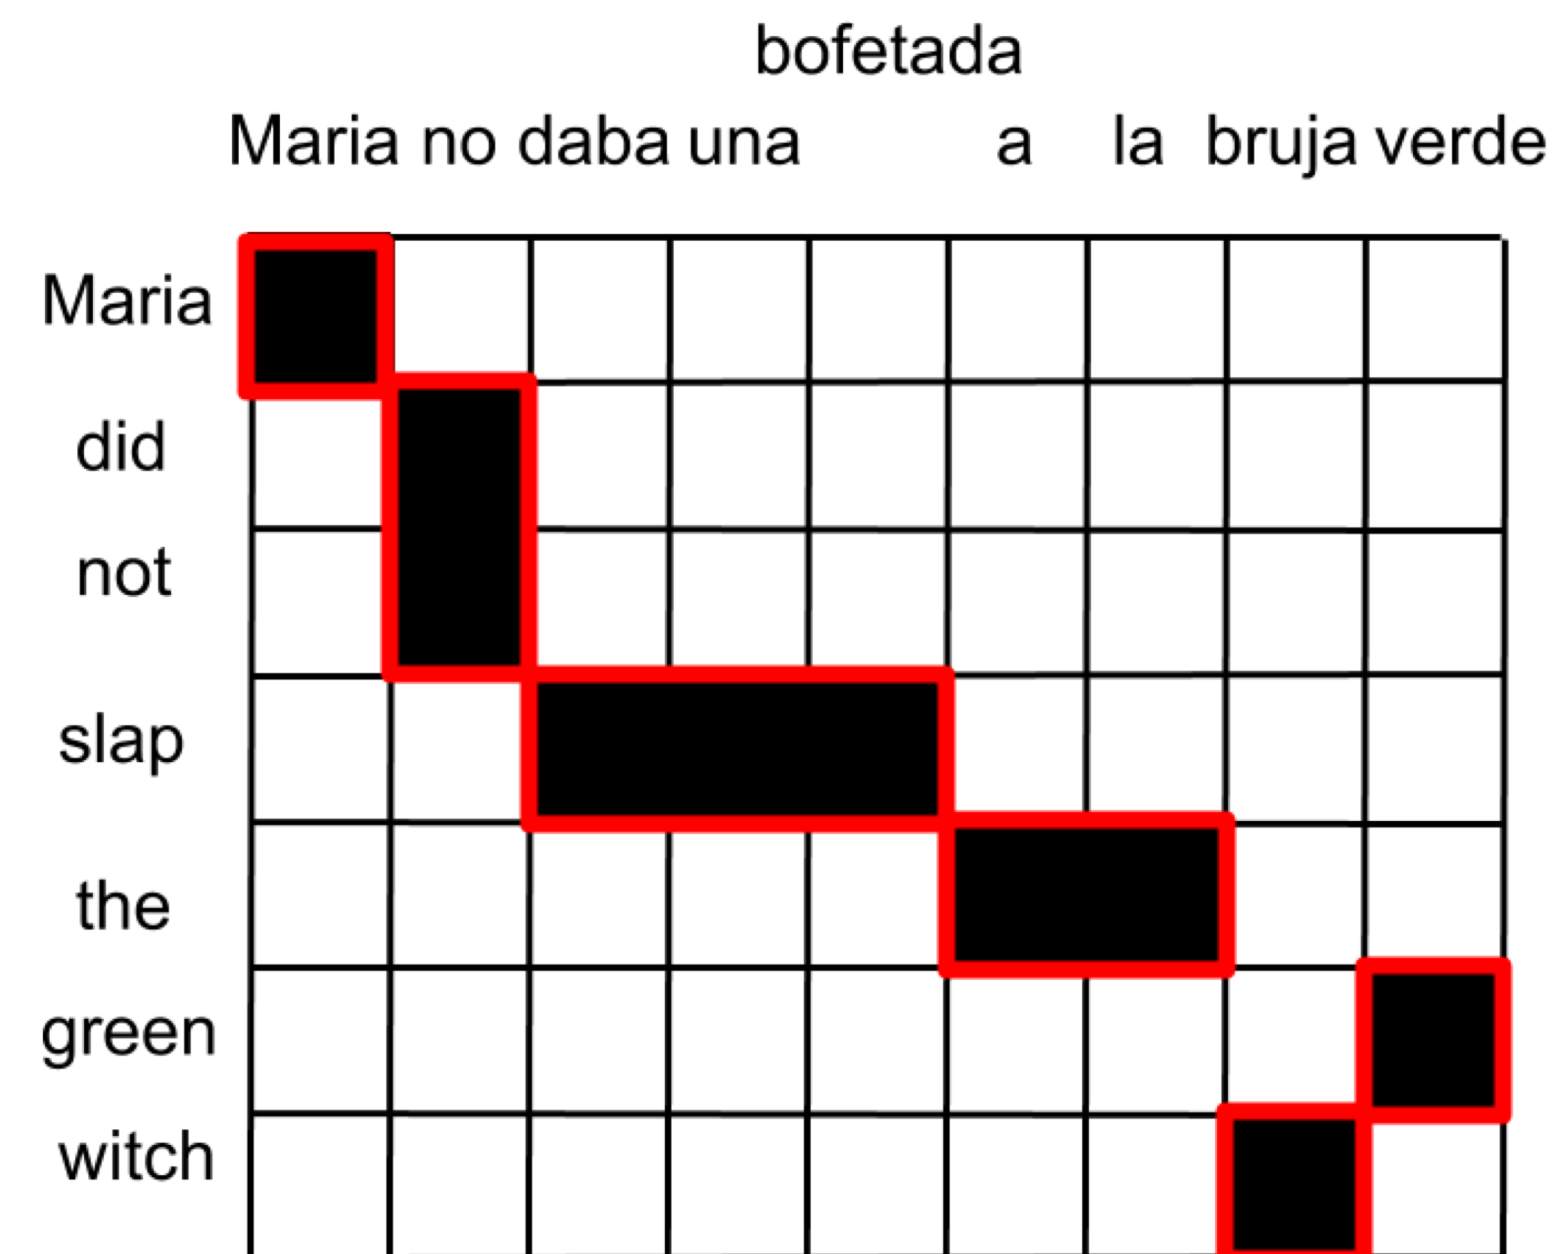 bofetada
Maria no daba una a la bruja verde
Maria
did
not
slap
the
green
witch